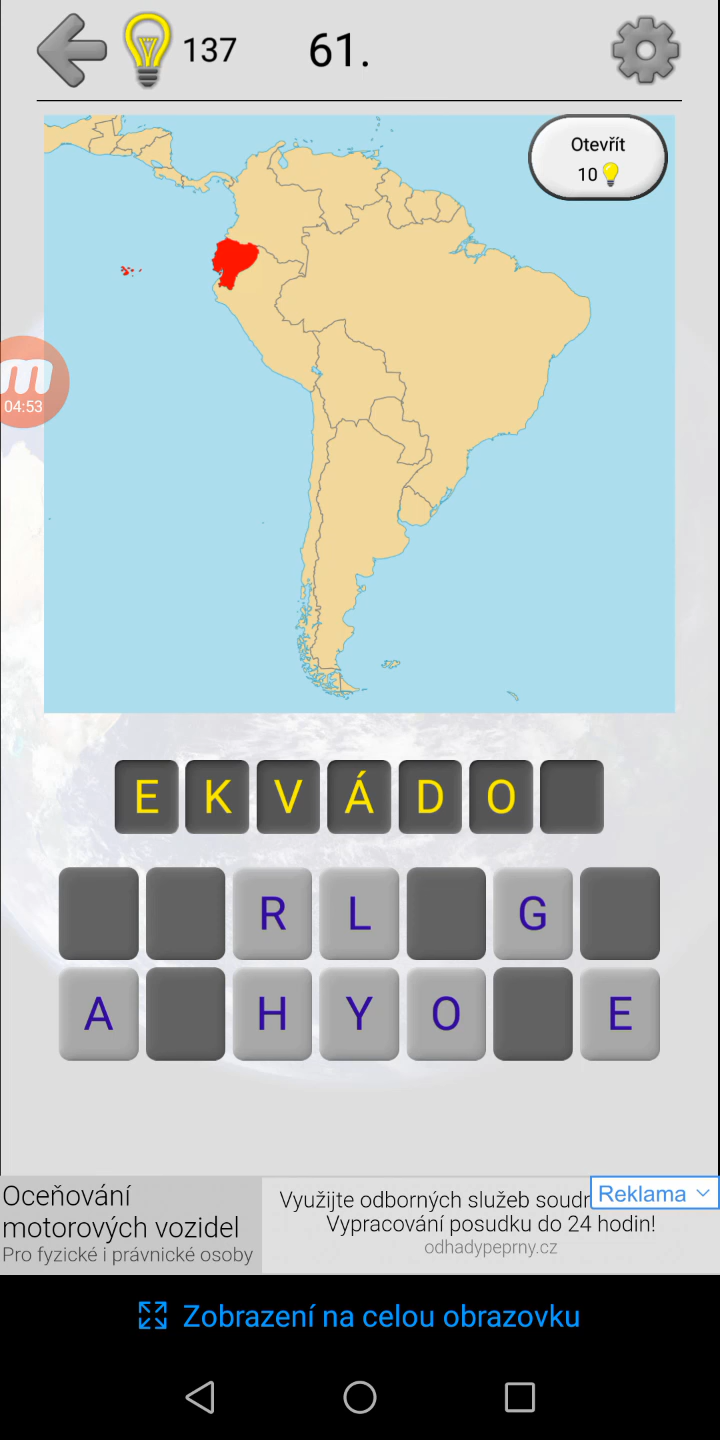 137
61.
Otevřít
10
m
04:53
E K V Á D O
R L G
A H Y O E
Oceňování
motorových vozidel
Pro fyzické i právnické osoby
Využijte odborných služeb soudn
Reklama
Vypracování posudku do 24 hodin!
odhadypeprny.cz
Zobrazení na celou obrazovku